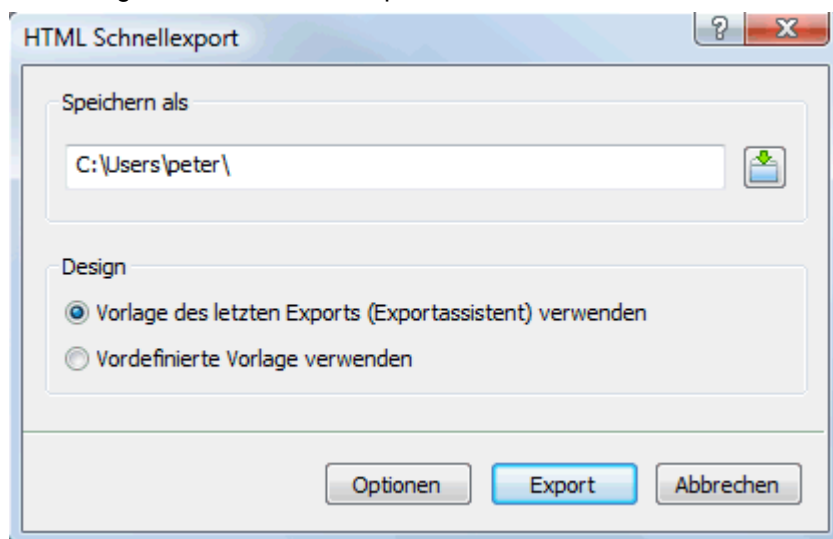 HTML Schnellexport
Speichern als
C:\Users\peter\
Design
Vorlage des letzten Exports (Exportassistent) verwenden
Vordefinierte Vorlage verwenden
Optionen Export Abbrechen